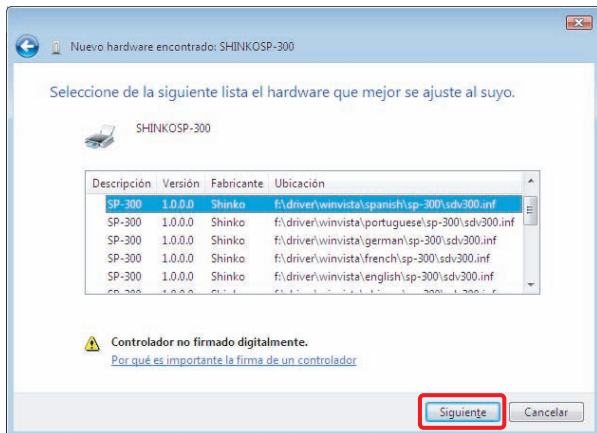 Nuevo hardware encontrado: SHINKOSP-300
Seleccione de la siguiente lista el hardware que mejor se ajuste al suyo.
SHINKOSP-300
Descripción Versión Fabricante Ubicación
SP-300 1.0.0.0 Shinko f:\driver\winvista\spanish\sp-300\sdv300.inf
SP-300 1.0.0.0 Shinko f:\driver\winvista\portuguese\sp-300\sdv300.inf
SP-300 1.0.0.0 Shinko f:\driver\winvista\german\sp-300\sdv300.inf
SP-300 1.0.0.0 Shinko f:\driver\winvista\french\sp-300\sdv300.inf
SP-300 1.0.0.0 Shinko f:\driver\winvista\english\sp-300\sdv300.inf
Controlador no firmado digitalmente.
Por qué es importante la firma de un controlador
Siguiente Cancelar